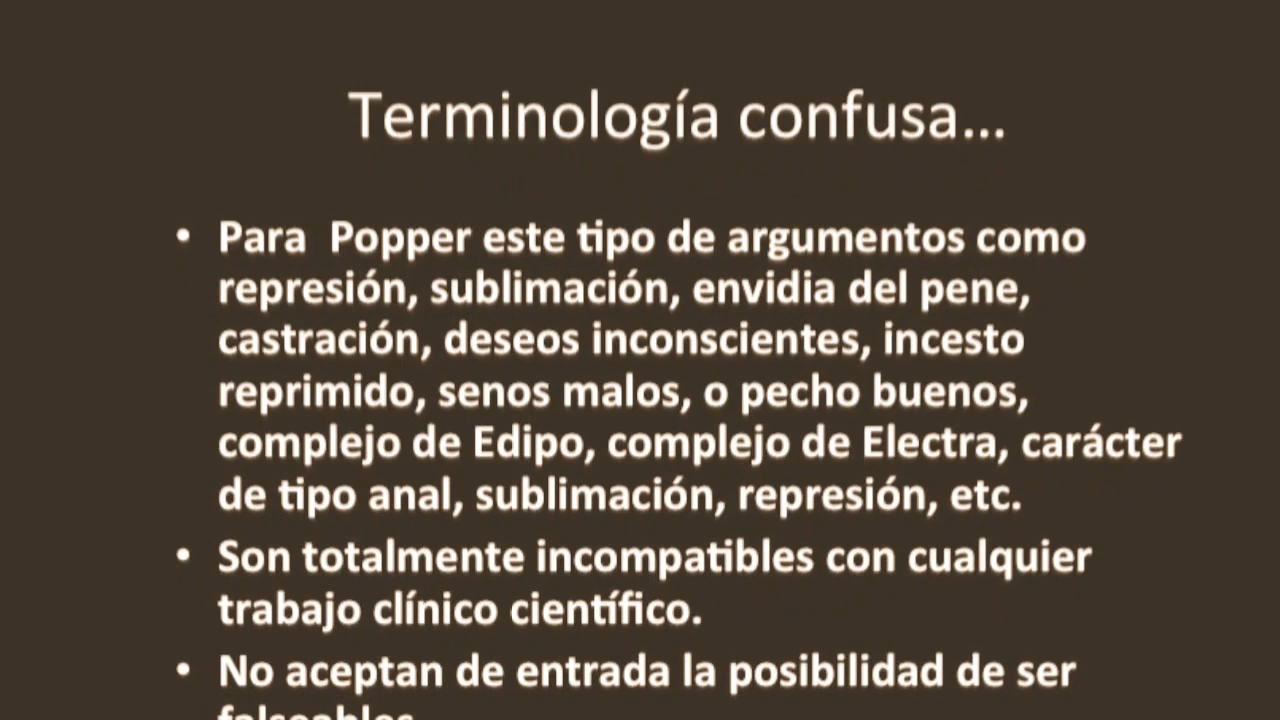 Terminología confusa...
• Para  Popper este tipo de argumentos como
represión, sublimación, envidia del pene,
castración, deseos inconscientes, incesto
reprimido, senos malos, o pecho buenos,
complejo de Edipo, complejo de Electra, carácter
de tipo anal, sublimación, represión, etc.
• Son totalmente incompatibles con cualquier
trabajo clínico científico.
• No aceptan de entrada la posibilidad de ser
falseables